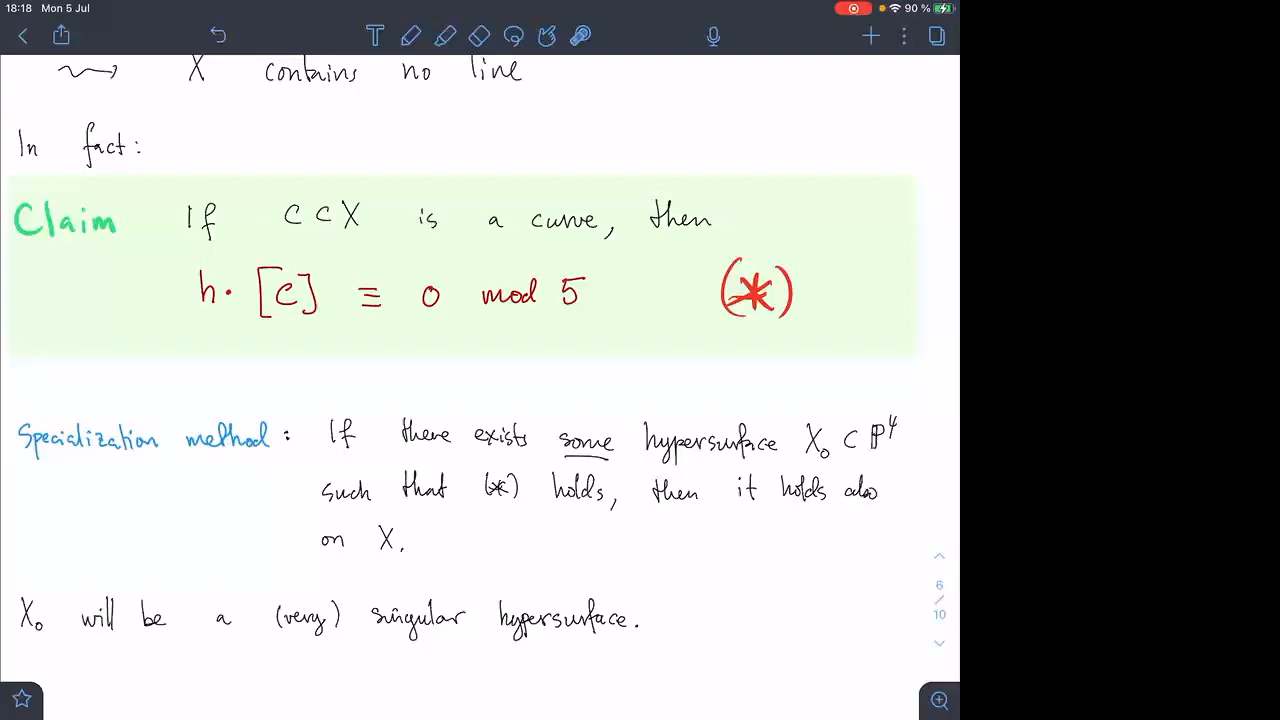 18:18 Mon 5 Jul
90 %
⇝ X contains no line
In fact:
Claim If C ⊂ X is a curve, then
h · [C] ≡ 0 mod 5 (*)
Specialization method: If there exists some hypersurface X₀ ⊂ ℙ⁴
such that (*) holds, then it holds also
on X.
6
/
10
X₀ will be a (very) singular hypersurface.